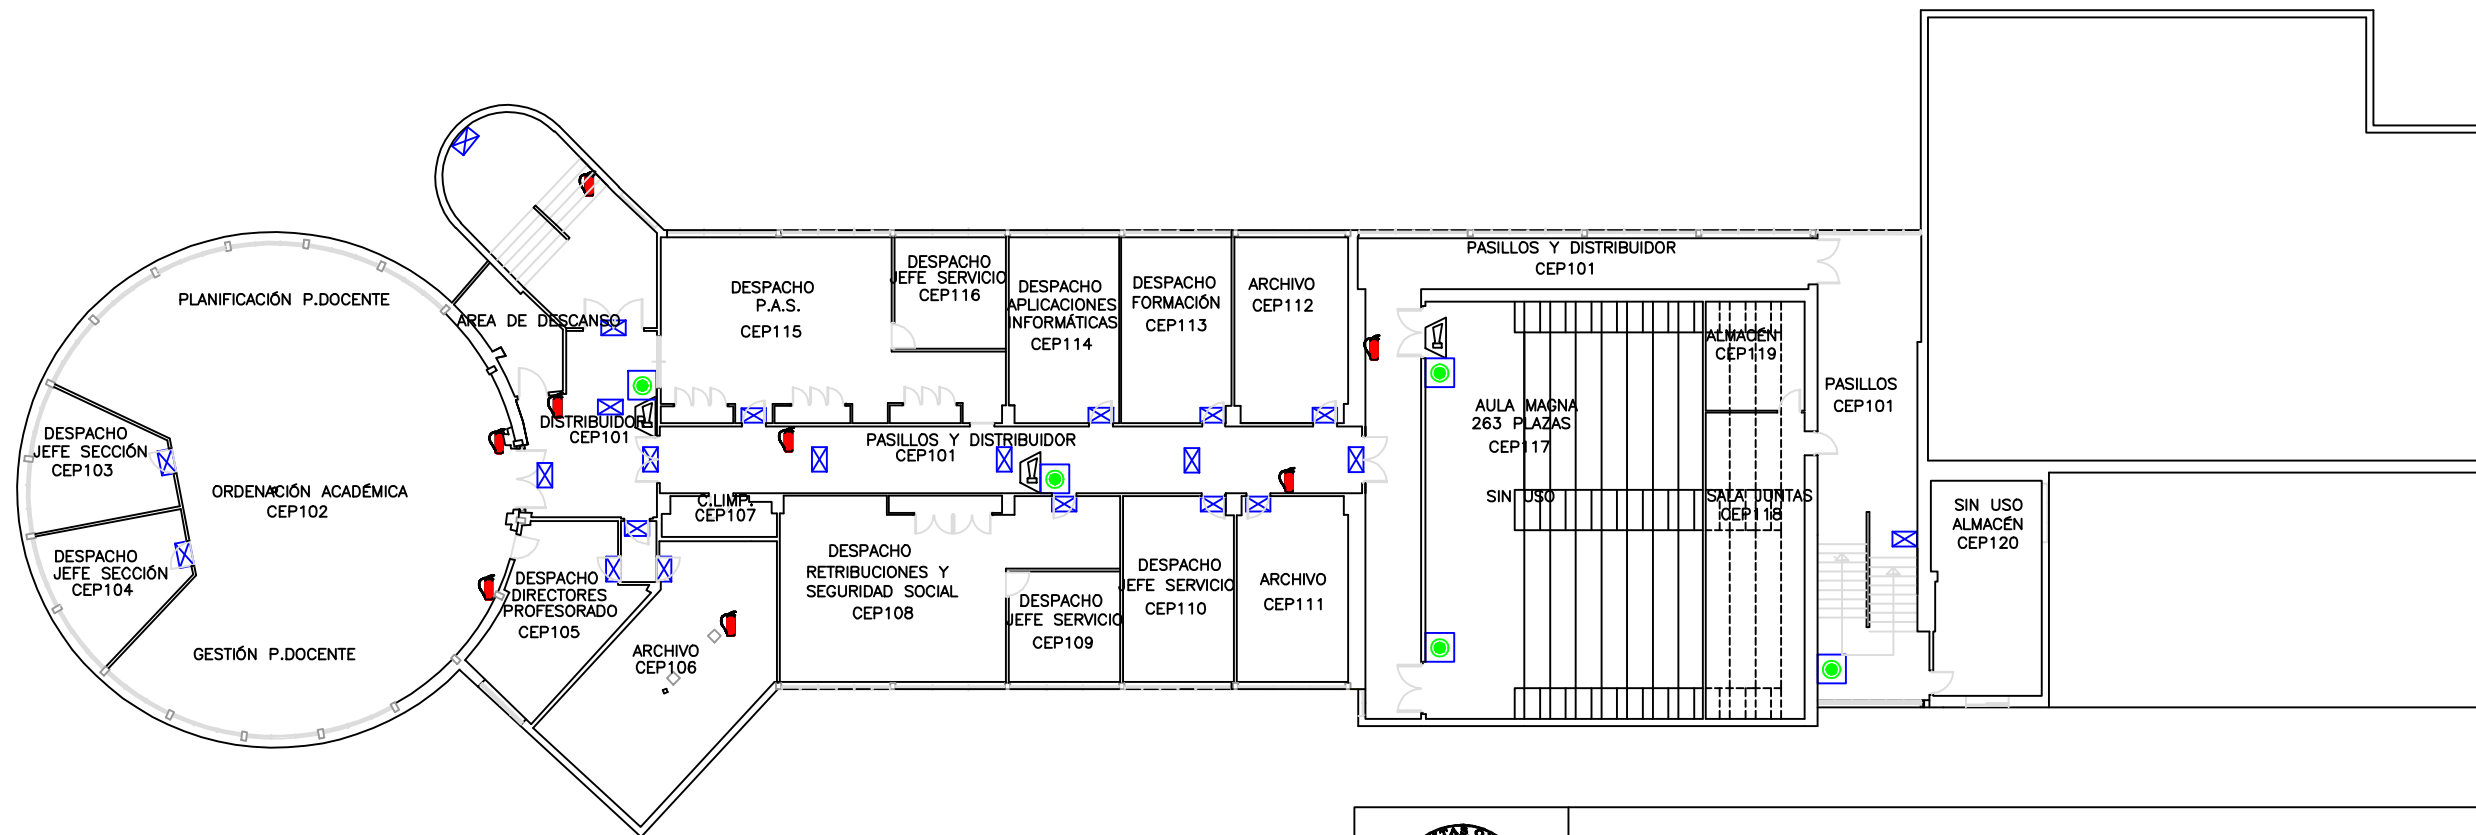 PLANIFICACIÓN P.DOCENTE
AREA DE DESCANSO
DESPACHO
JEFE SECCIÓN
CEP103
ORDENACIÓN ACADÉMICA
CEP102
DESPACHO
JEFE SECCIÓN
CEP104
GESTIÓN P.DOCENTE
DISTRIBUIDOR
CEP101
DESPACHO
DIRECTORES
PROFESORADO
CEP105
ARCHIVO
CEP106
C.LIMP.
CEP107
DESPACHO
P.A.S.
CEP115
DESPACHO
JEFE SERVICIO
CEP116
DESPACHO
APLICACIONES
INFORMÁTICAS
CEP114
DESPACHO
FORMACIÓN
CEP113
ARCHIVO
CEP112
PASILLOS Y DISTRIBUIDOR
CEP101
DESPACHO
RETRIBUCIONES Y
SEGURIDAD SOCIAL
CEP108
DESPACHO
JEFE SERVICIO
CEP109
DESPACHO
JEFE SERVICIO
CEP110
ARCHIVO
CEP111
PASILLOS Y DISTRIBUIDOR
CEP101
AULA MAGNA
263 PLAZAS
CEP117
SIN USO
ALMACÉN
CEP119
SALA JUNTAS
CEP118
PASILLOS
CEP101
SIN USO
ALMACÉN
CEP120